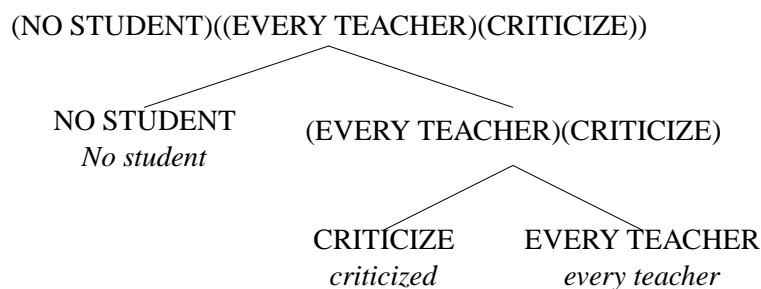 (NO STUDENT)((EVERY TEACHER)(CRITICIZE))
NO STUDENT
No student
(EVERY TEACHER)(CRITICIZE)
CRITICIZE
criticized
EVERY TEACHER
every teacher